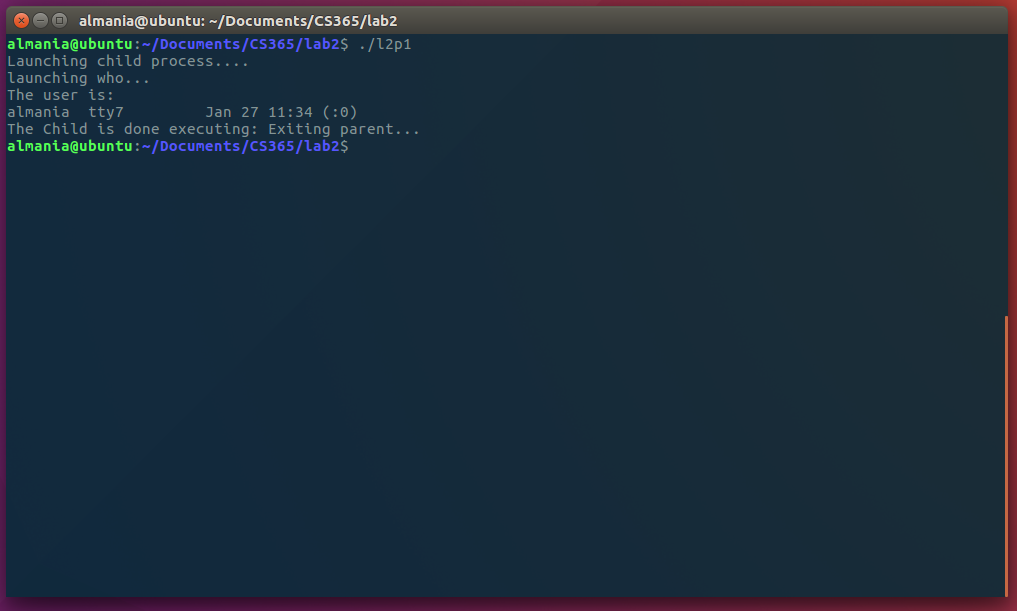 almania@ubuntu: ~/Documents/CS365/lab2
almania@ubuntu:~/Documents/CS365/lab2$ ./l2p1
Launching child process....
launching who...
The user is:
almania  tty7         Jan 27 11:34 (:0)
The Child is done executing: Exiting parent...
almania@ubuntu:~/Documents/CS365/lab2$